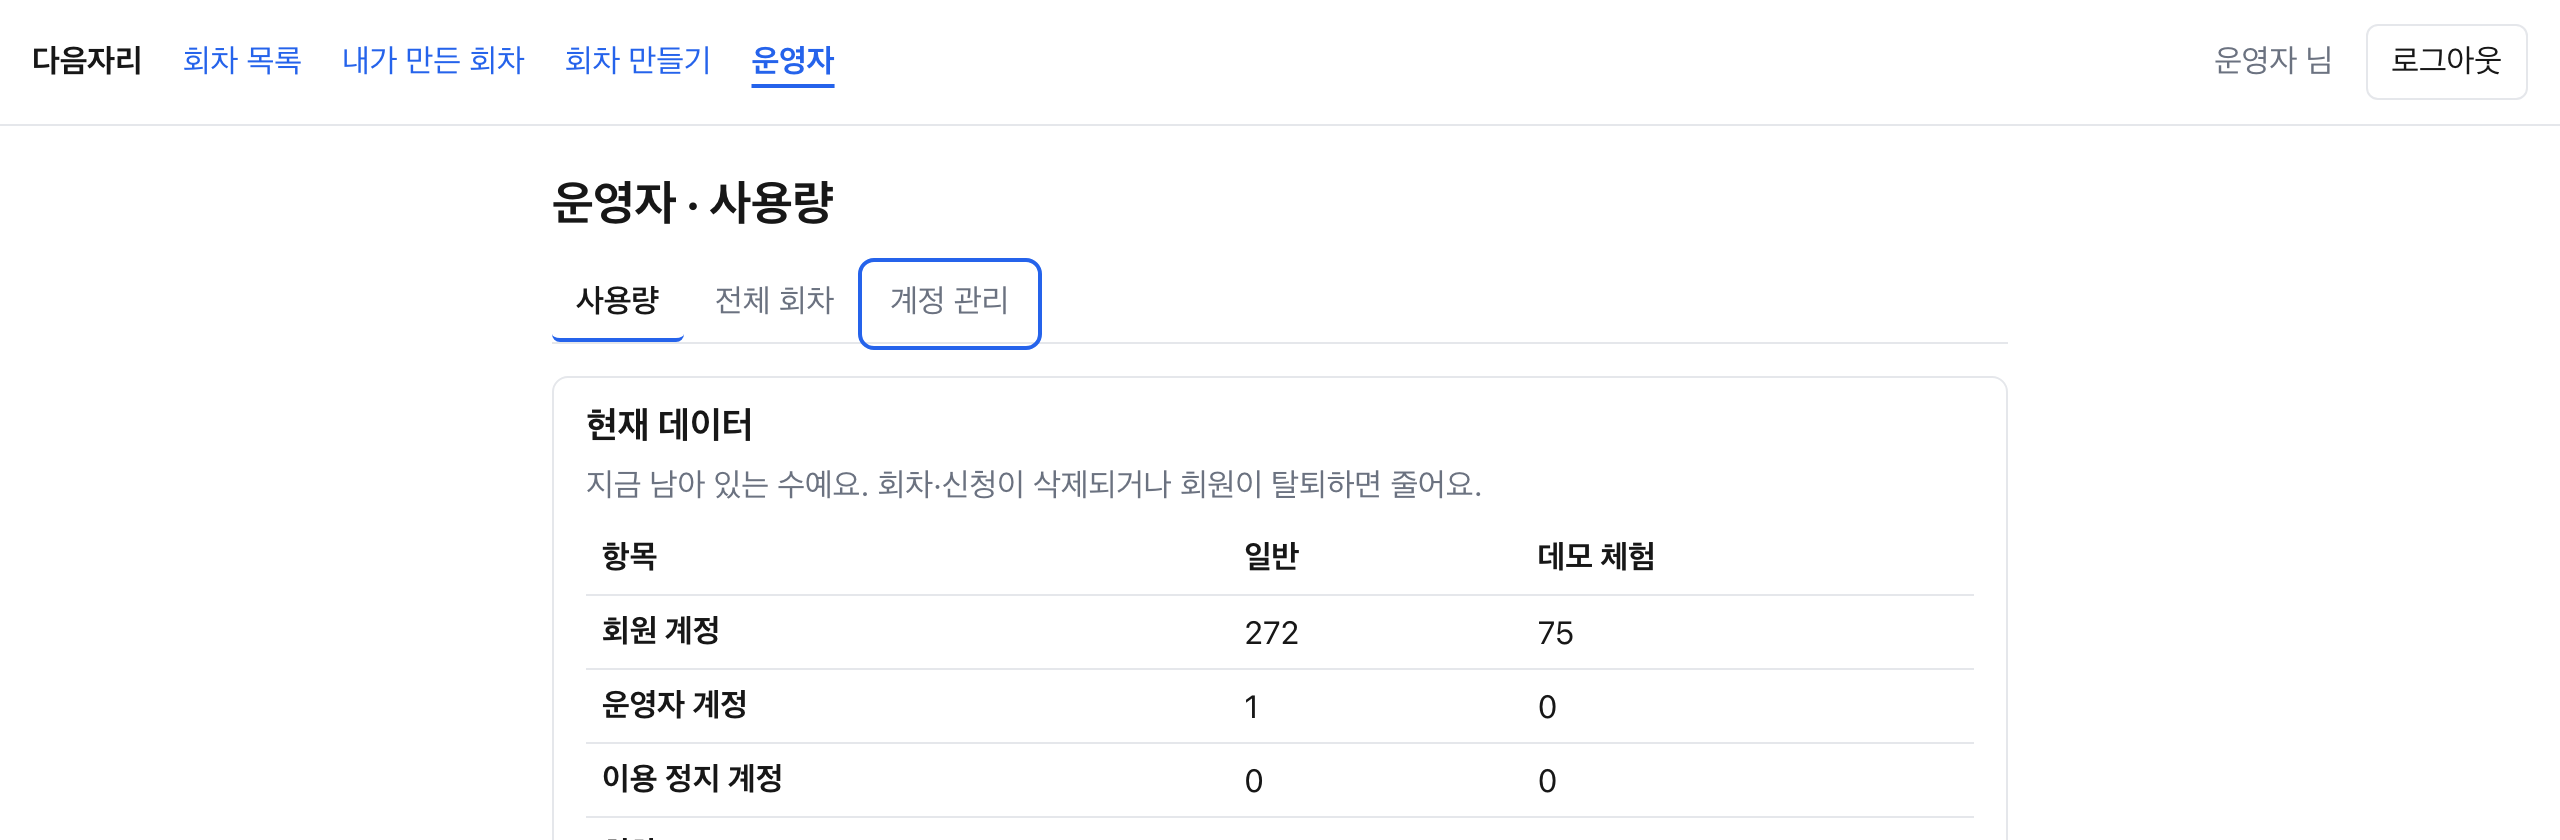 다음자리 회차 목록 내가 만든 회차 회차 만들기 운영자 운영자 님 로그아웃
운영자 · 사용량
사용량 전체 회차 계정 관리
현재 데이터
지금 남아 있는 수예요. 회차·신청이 삭제되거나 회원이 탈퇴하면 줄어요.
항목 일반 데모 체험
회원 계정 272 75
운영자 계정 1 0
이용 정지 계정 0 0